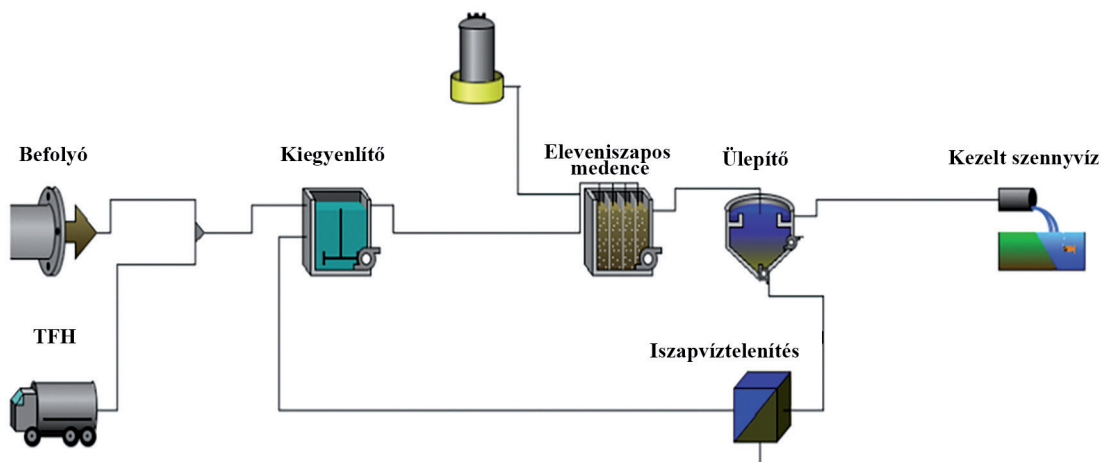 Befolyó
Kiegyenlítő
Eleveniszapos
medence
Ülepítő
Kezelt szennyvíz
TFH
Iszapvíztelenítés